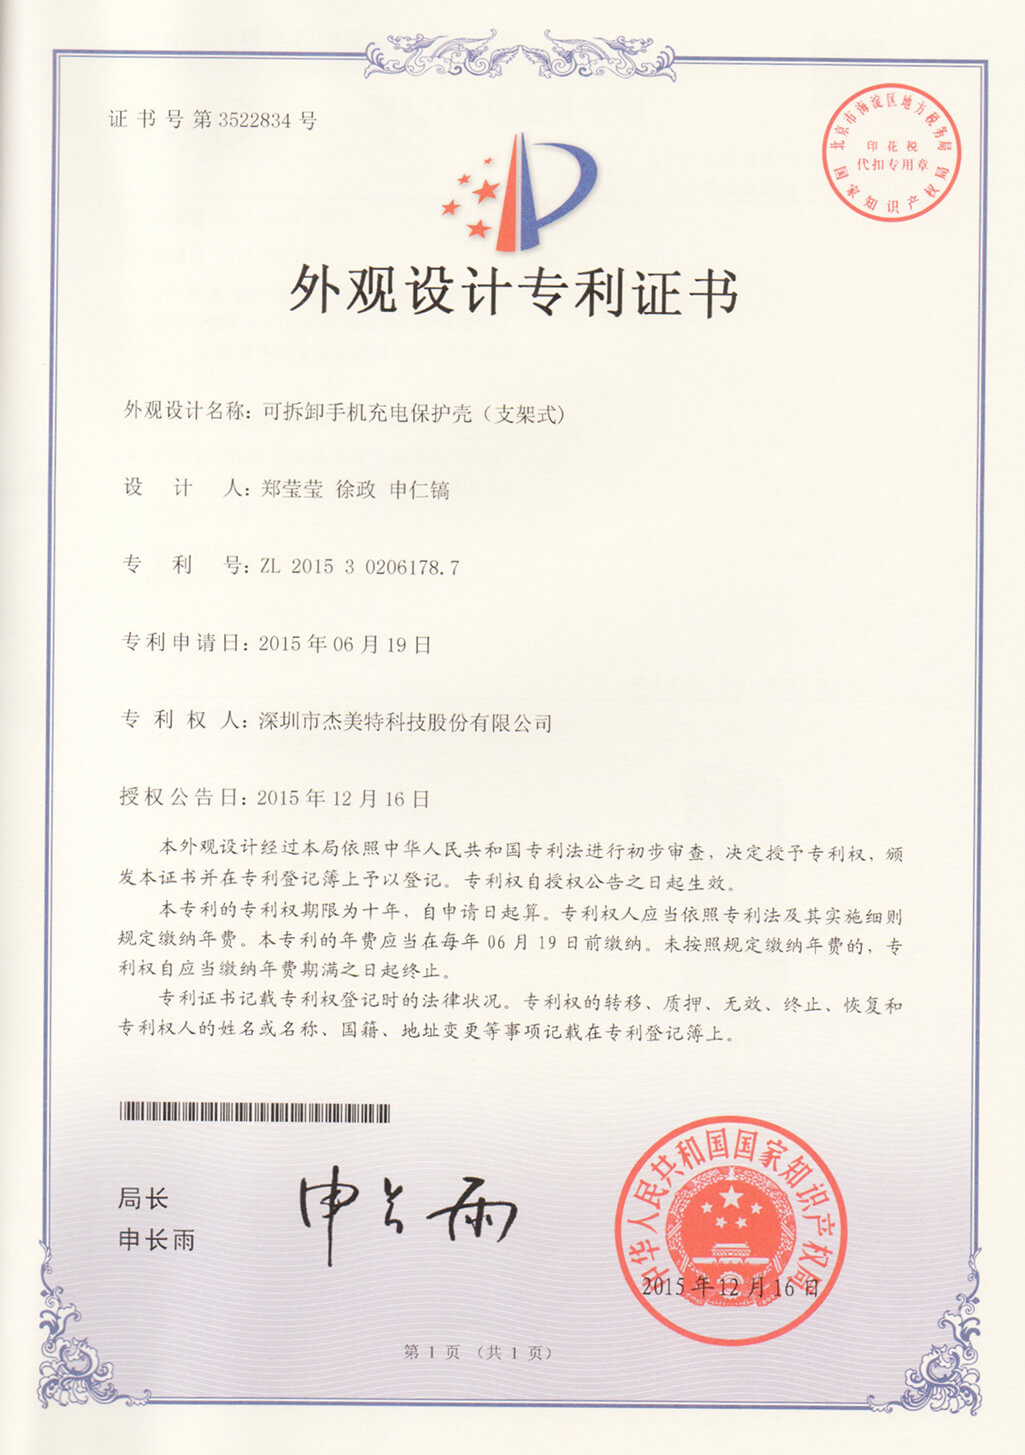 证书号第3522834号
北京市海淀区地方税务局
印花税
代扣专用章
国家知识产权局
外观设计专利证书
外观设计名称：可拆卸手机充电保护壳（支架式）
设计人：郑莹莹 徐政 申仁镐
专利号：ZL 2015 3 0206178.7
专利申请日：2015年06月19日
专利权人：深圳市杰美特科技股份有限公司
授权公告日：2015年12月16日
本外观设计经过本局依照中华人民共和国专利法进行初步审查，决定授予专利权，颁
发本证书并在专利登记簿上予以登记。专利权自授权公告之日起生效。
本专利的专利权期限为十年，自申请日起算。专利权人应当依照专利法及其实施细则
规定缴纳年费。本专利的年费应当在每年06月19日前缴纳。未按照规定缴纳年费的，专
利权自应当缴纳年费期满之日起终止。
专利证书记载专利权登记时的法律状况。专利权的转移、质押、无效、终止、恢复和
专利权人的姓名或名称、国籍、地址变更等事项记载在专利登记簿上。
局长
申长雨
申长雨
中华人民共和国国家知识产权局
2015年12月16日
第1页（共1页）